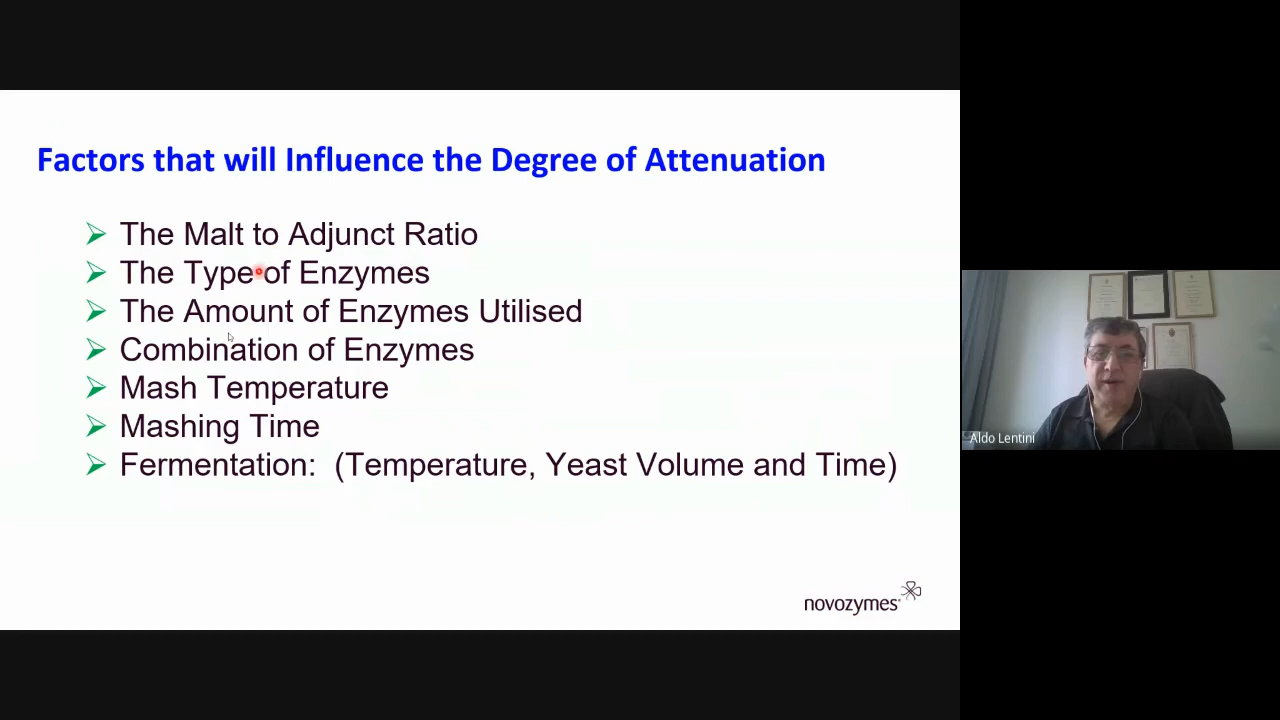 Factors that will Influence the Degree of Attenuation
The Malt to Adjunct Ratio
The Type of Enzymes
The Amount of Enzymes Utilised
Combination of Enzymes
Mash Temperature
Mashing Time
Fermentation: (Temperature, Yeast Volume and Time)
novozymes
Aldo Lentini